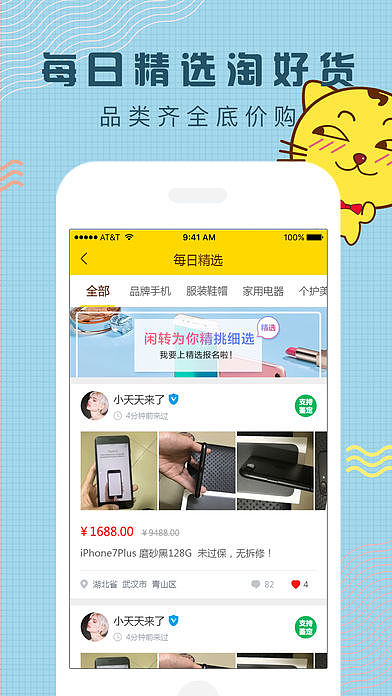 每日精选淘好货
品类齐全底价购
AT&T 9:41 AM 100%
每日精选
全部 品牌手机 服装鞋帽 家用电器 个护美
闲转为你精挑细选 精选
我要上精选报名啦！
小天天来了
4分钟前来过
支持鉴定
￥1688.00 ￥9488.00
iPhone7Plus 磨砂黑128G 未过保，无拆修！
湖北省 武汉市 青山区 82 4
小天天来了
4分钟前来过
支持鉴定